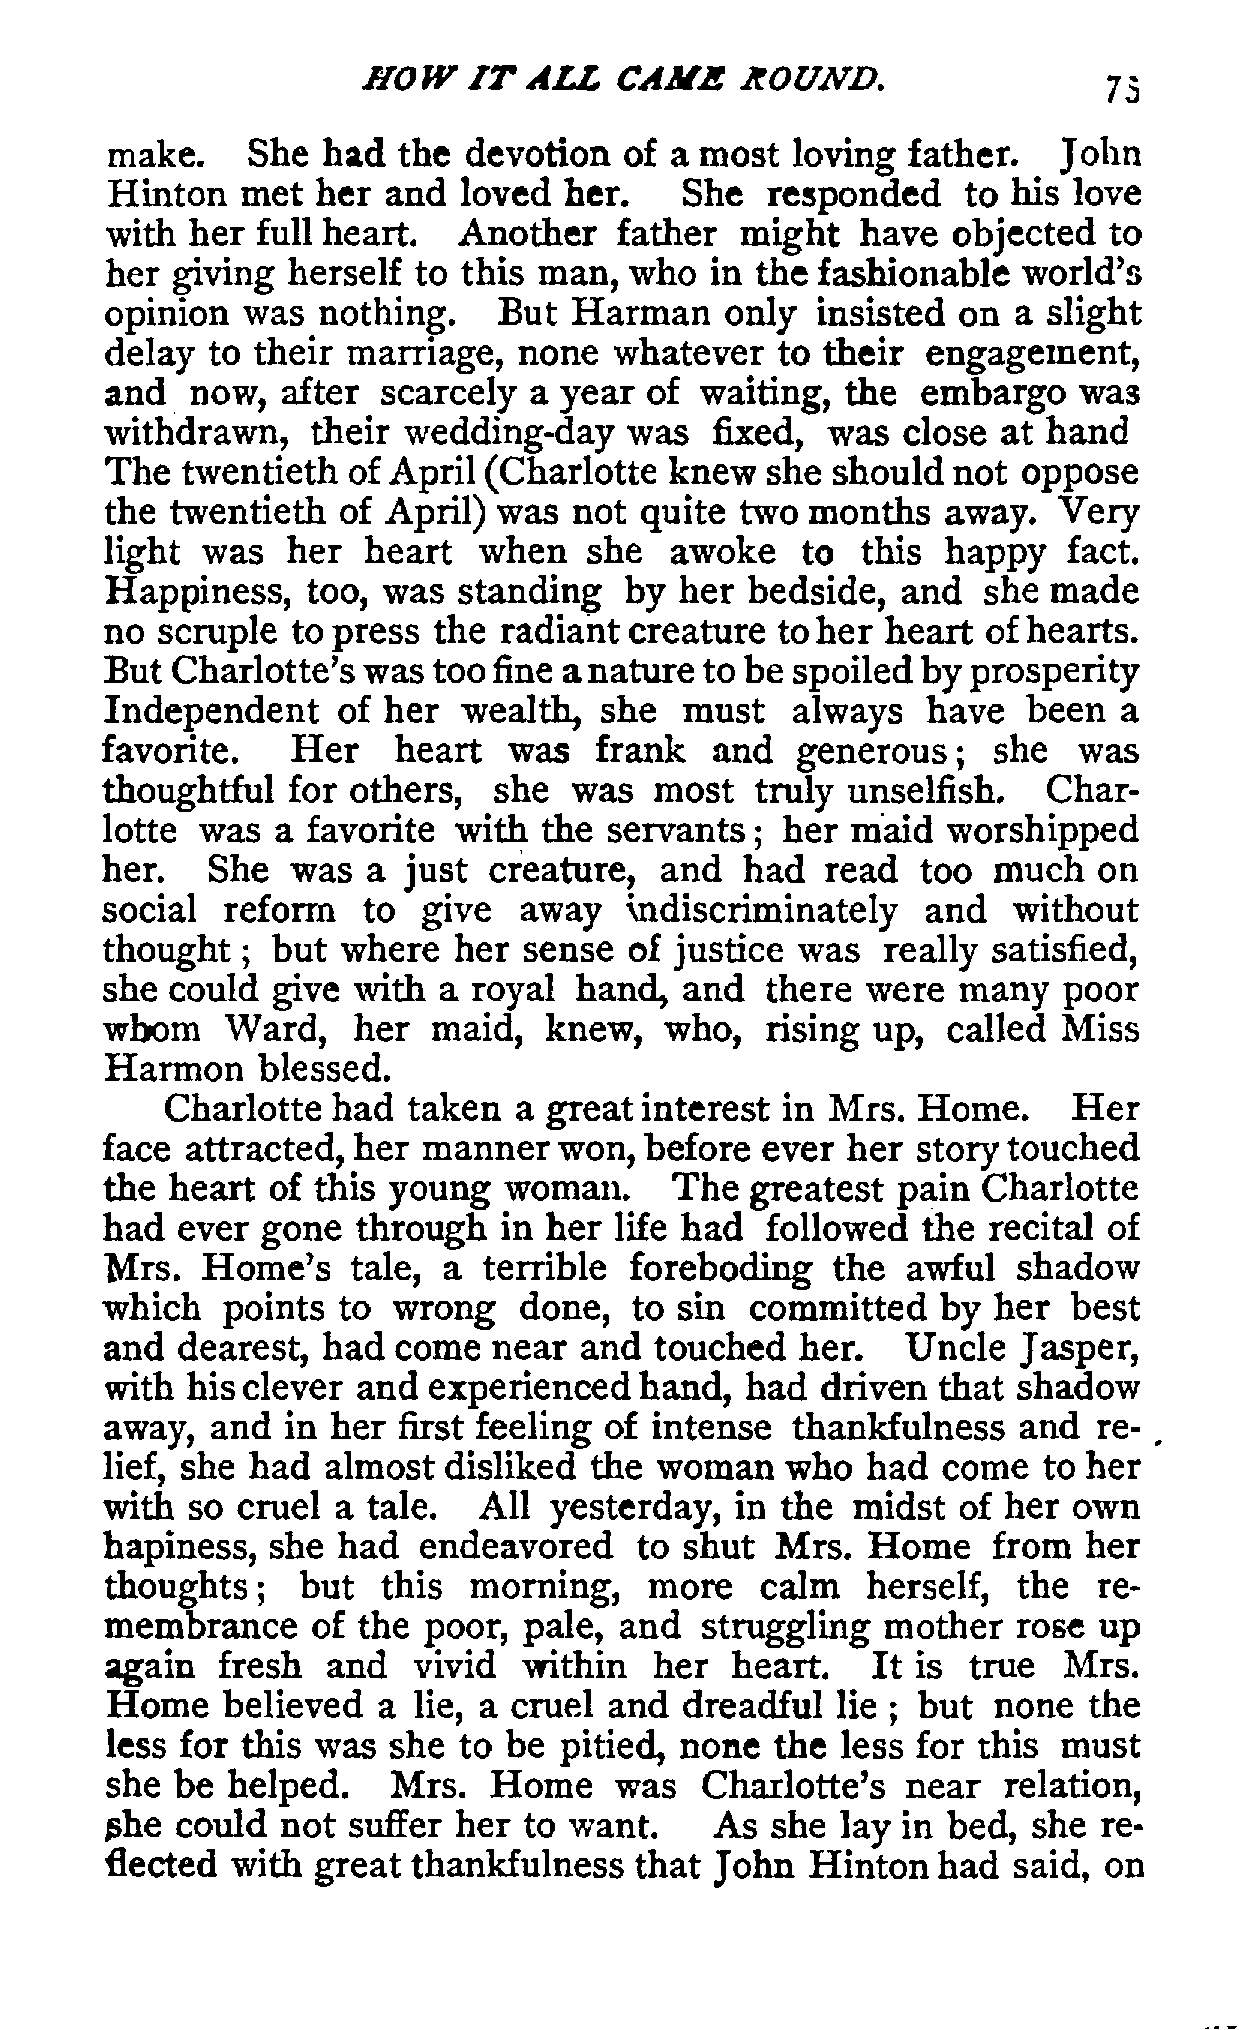 HOW IT ALL CAME ROUND. 75
make. She had the devotion of a most loving father. John
Hinton met her and loved her. She responded to his love
with her full heart. Another father might have objected to
her giving herself to this man, who in the fashionable world's
opinion was nothing. But Harman only insisted on a slight
delay to their marriage, none whatever to their engagement,
and now, after scarcely a year of waiting, the embargo was
withdrawn, their wedding-day was fixed, was close at hand
The twentieth of April (Charlotte knew she should not oppose
the twentieth of April) was not quite two months away. Very
light was her heart when she awoke to this happy fact.
Happiness, too, was standing by her bedside, and she made
no scruple to press the radiant creature to her heart of hearts.
But Charlotte's was too fine a nature to be spoiled by prosperity
Independent of her wealth, she must always have been a
favorite. Her heart was frank and generous; she was
thoughtful for others, she was most truly unselfish. Char-
lotte was a favorite with the servants; her maid worshipped
her. She was a just creature, and had read too much on
social reform to give away indiscriminately and without
thought; but where her sense of justice was really satisfied,
she could give with a royal hand, and there were many poor
whom Ward, her maid, knew, who, rising up, called Miss
Harmon blessed.
Charlotte had taken a great interest in Mrs. Home. Her
face attracted, her manner won, before ever her story touched
the heart of this young woman. The greatest pain Charlotte
had ever gone through in her life had followed the recital of
Mrs. Home's tale, a terrible foreboding the awful shadow
which points to wrong done, to sin committed by her best
and dearest, had come near and touched her. Uncle Jasper,
with his clever and experienced hand, had driven that shadow
away, and in her first feeling of intense thankfulness and re-
lief, she had almost disliked the woman who had come to her
with so cruel a tale. All yesterday, in the midst of her own
hapiness, she had endeavored to shut Mrs. Home from her
thoughts; but this morning, more calm herself, the re-
membrance of the poor, pale, and struggling mother rose up
again fresh and vivid within her heart. It is true Mrs.
Home believed a lie, a cruel and dreadful lie; but none the
less for this was she to be pitied, none the less for this must
she be helped. Mrs. Home was Charlotte's near relation,
she could not suffer her to want. As she lay in bed, she re-
flected with great thankfulness that John Hinton had said, on